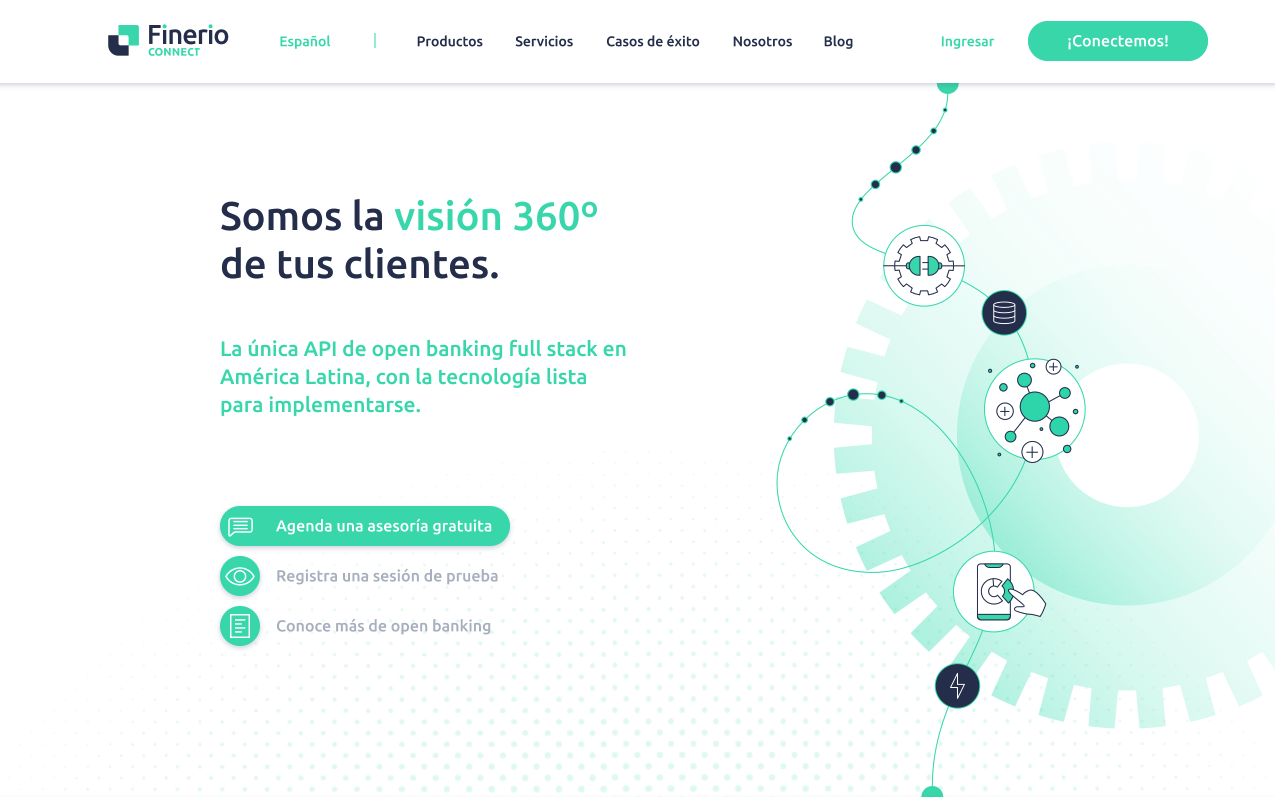 Finerio
CONNECT
Español
Productos
Servicios
Casos de éxito
Nosotros
Blog
Ingresar
¡Conectemos!
Somos la visión 360º
de tus clientes.
La única API de open banking full stack en
América Latina, con la tecnología lista
para implementarse.
Agenda una asesoría gratuita
Registra una sesión de prueba
Conoce más de open banking